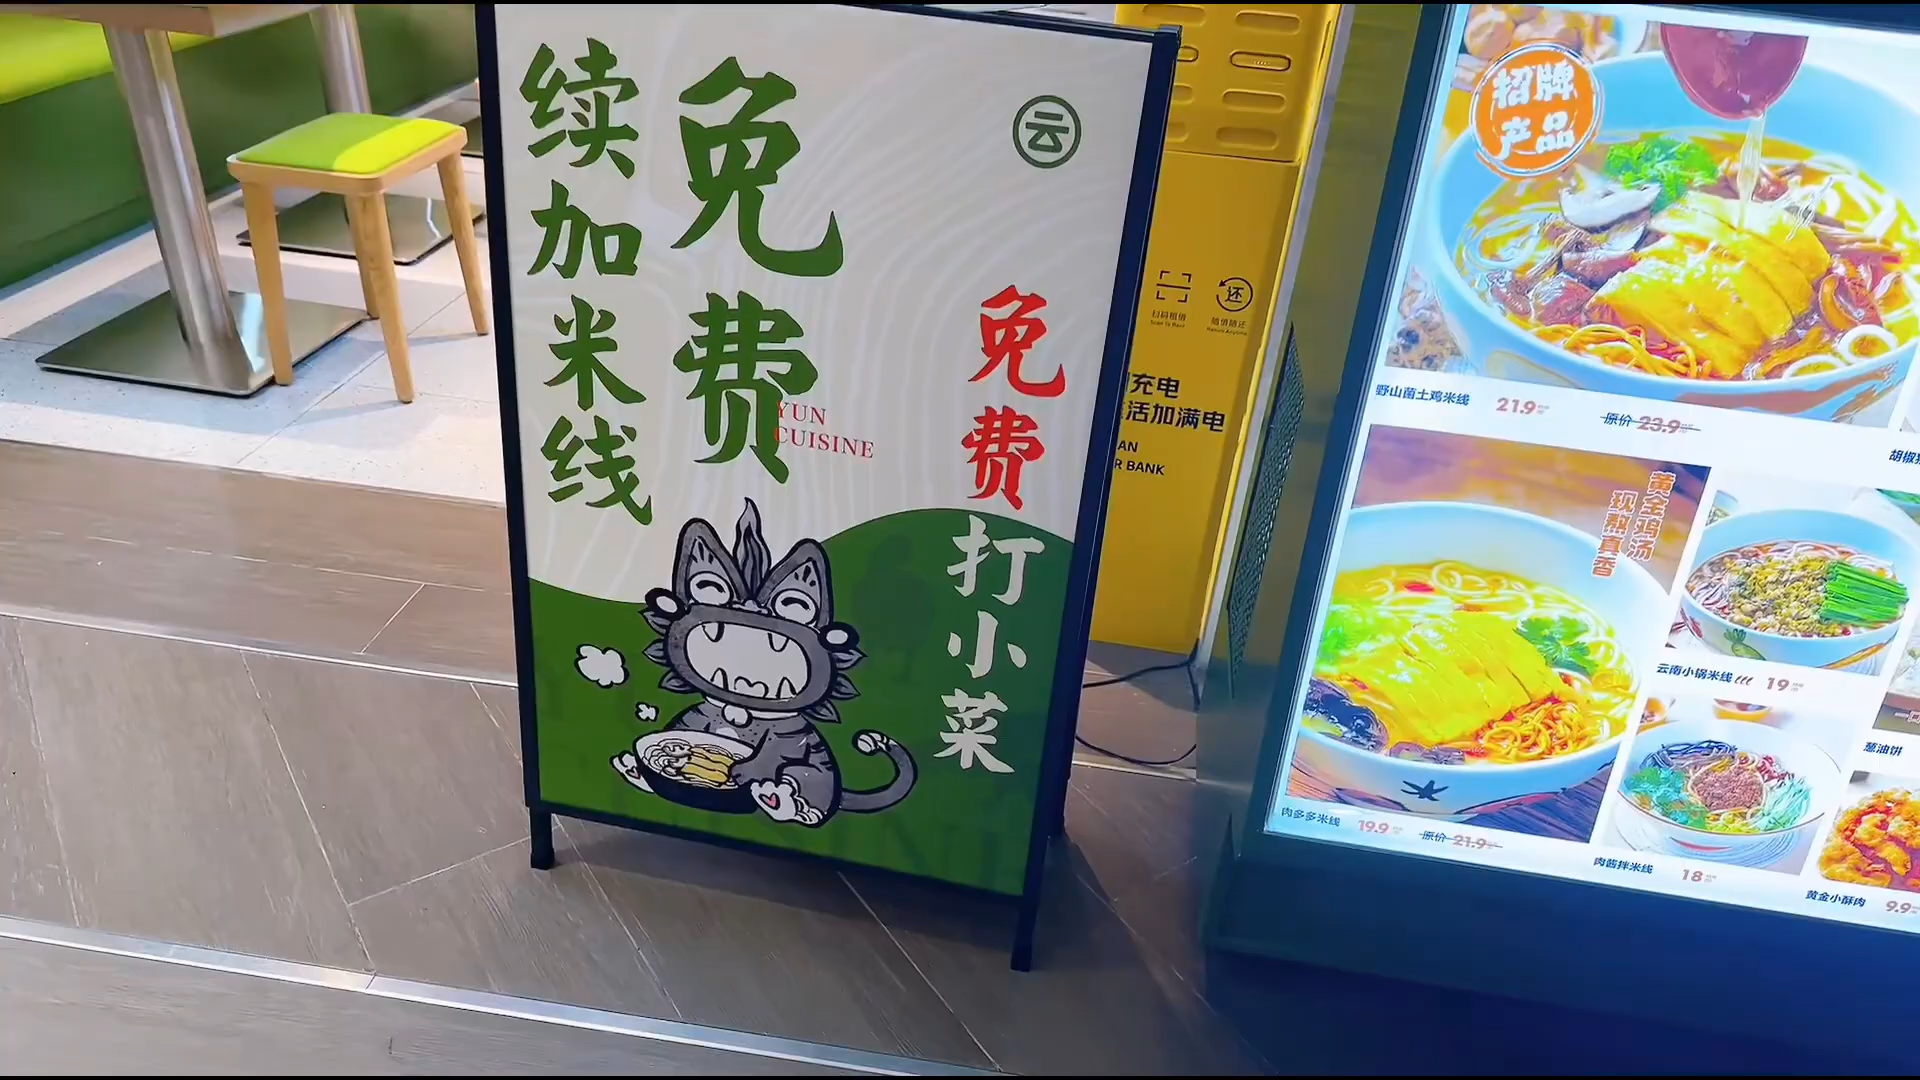 免费
续加米线
云
YUN
CUISINE
免费
打小菜
扫码租借
还
随借随还
充电
活加满电
AN
R BANK
招牌
产品
野山菌土鸡米线 21.9 原价 23.9
胡椒
黄金鸡汤
现熬真香
云南小锅米线 19
葱油饼
肉多多米线 19.9 原价 21.9
肉酱拌米线 18
黄金小酥肉 9.9